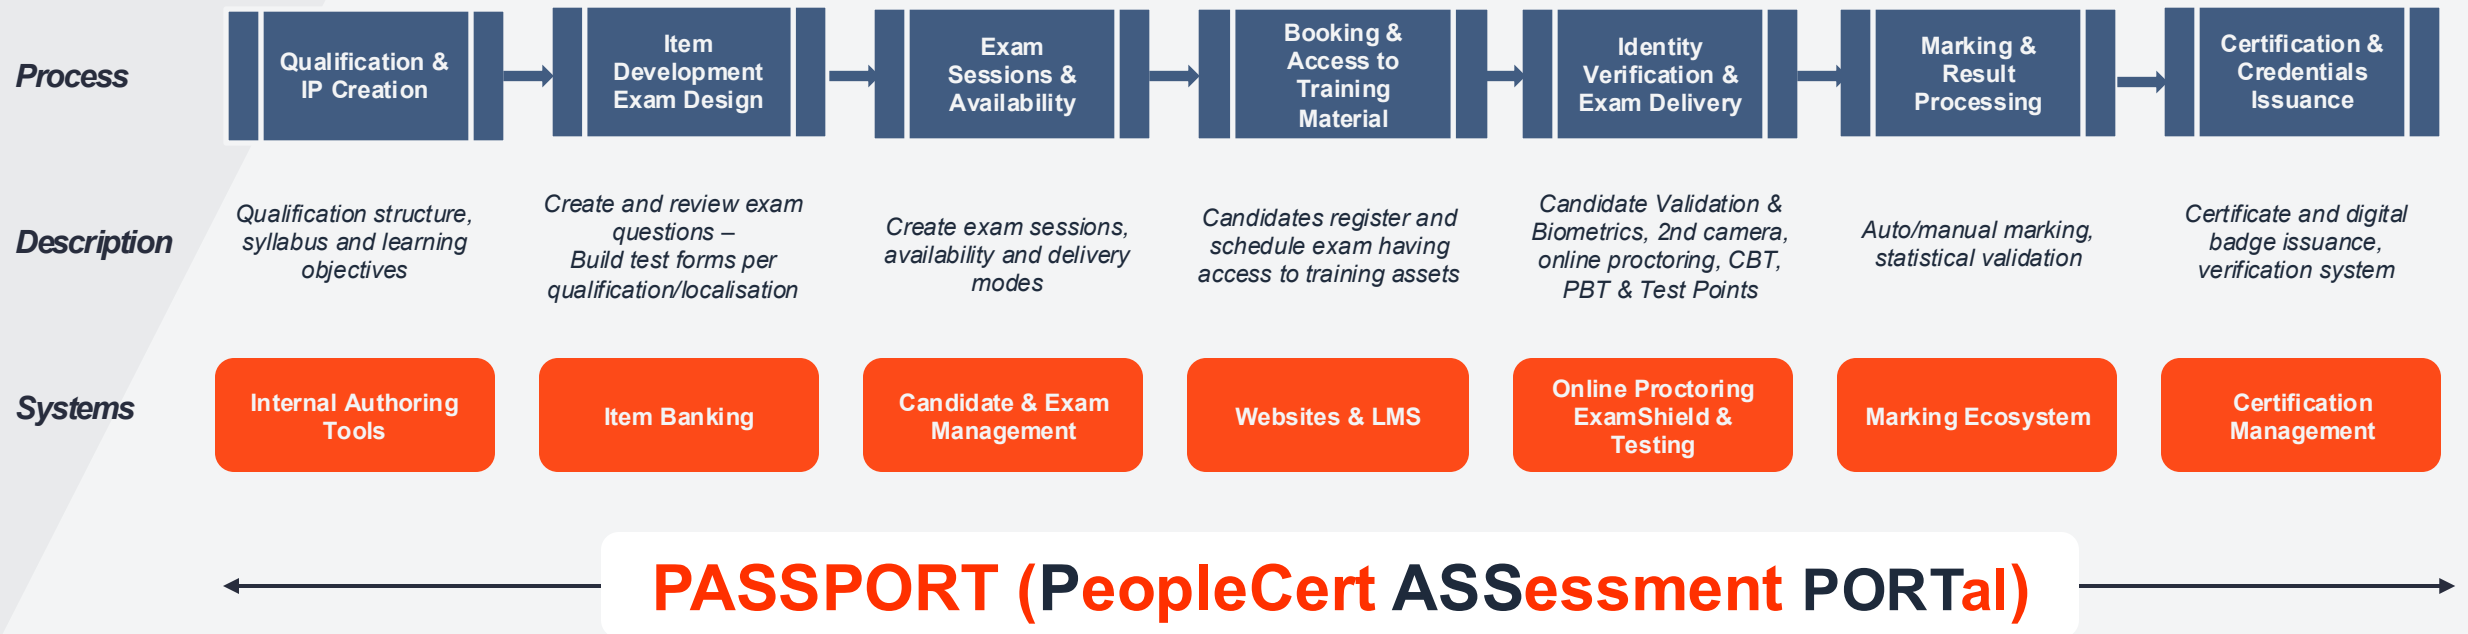 Process
Qualification &
IP Creation
Item
Development
Exam Design
Exam
Sessions &
Availability
Booking &
Access to
Training
Material
Identity
Verification &
Exam Delivery
Marking &
Result
Processing
Certification &
Credentials
Issuance
Description
Qualification structure,
syllabus and learning
objectives
Create and review exam
questions –
Build test forms per
qualification/localisation
Create exam sessions,
availability and delivery
modes
Candidates register and
schedule exam having
access to training assets
Candidate Validation &
Biometrics, 2nd camera,
online proctoring, CBT,
PBT & Test Points
Auto/manual marking,
statistical validation
Certificate and digital
badge issuance,
verification system
Systems
Internal Authoring
Tools
Item Banking
Candidate & Exam
Management
Websites & LMS
Online Proctoring
ExamShield &
Testing
Marking Ecosystem
Certification
Management
PASSPORT (PeopleCert ASSessment PORTal)